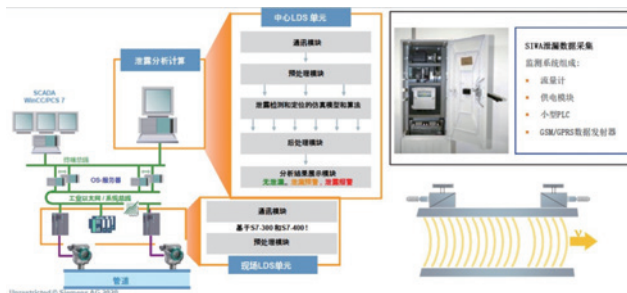 中心LDS 单元
通讯模块
预处理模块
泄露检测和定位的仿真模型和算法
后处理模块
分析结果展示模块
无泄漏，泄漏预警，泄漏报警
泄露分析计算
SCADA
WinCC/PCS 7
终端总线
OS-服务器
工业以太网 / 系统总线
管道
通讯模块
基于S7-300 和S7-400!
预处理模块
现场LDS单元
SIWA泄漏数据采集
监测系统组成:
流量计
供电模块
小型PLC
GSM/GPRS数据发射器
V